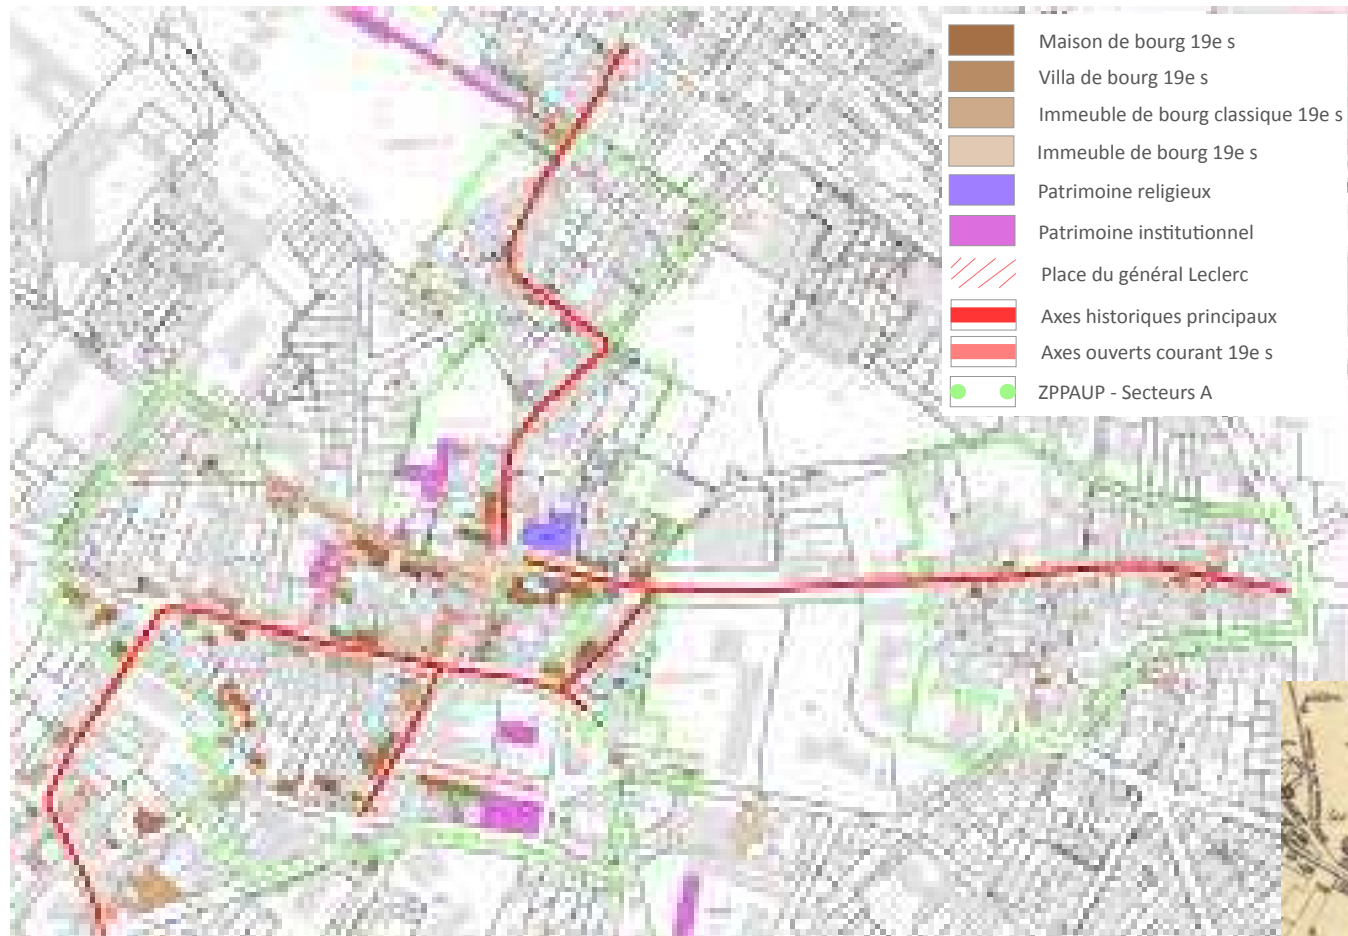 Maison de bourg 19e s
Villa de bourg 19e s
Immeuble de bourg classique 19e s
Immeuble de bourg 19e s
Patrimoine religieux
Patrimoine institutionnel
Place du général Leclerc
Axes historiques principaux
Axes ouverts courant 19e s
ZPPAUP - Secteurs A